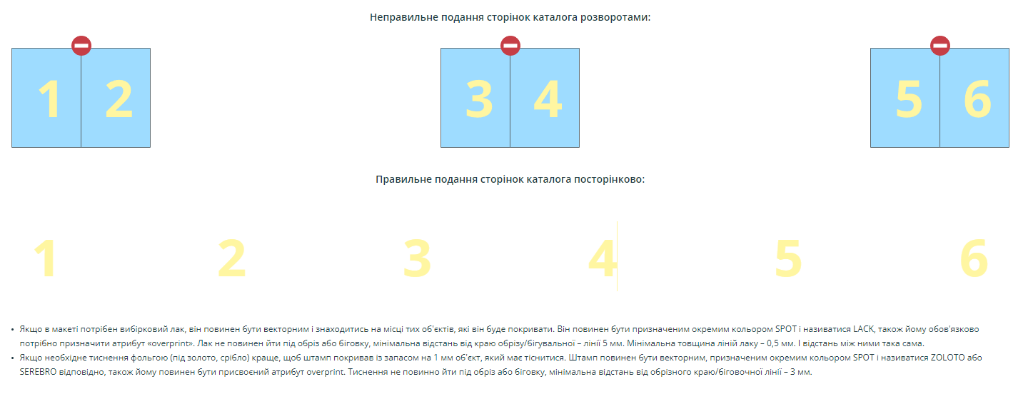 Неправильне подання сторінок каталога розворотами:
1 2 3 4 5 6
Правильне подання сторінок каталога посторінково:
1 2 3 4 5 6
• Якщо в макеті потрібен вибірковий лак, він повинен бути векторним і знаходитись на місці тих об'єктів, які він буде покривати. Він повинен бути призначеним окремим кольором SPOT і називатися LACK, також йому обов'язково
потрібно призначити атрибут «overprint». Лак не повинен йти під обріз або біговку, мінімальна відстань від краю обрізу/бігувальної – лінії 5 мм. Мінімальна товщина ліній лаку – 0,5 мм. І відстань між ними така сама.
• Якщо необхідне тиснення фольгою (під золото, срібло) краще, щоб штамп покривав із запасом на 1 мм об'єкт, який має тіснитися. Штамп повинен бути векторним, призначеним окремим кольором SPOT і називатися ZOLOTO або
SEREBRO відповідно, також йому повинен бути присвоєний атрибут overprint. Тиснення не повинно йти під обріз або біговку, мінімальна відстань від обрізного краю/біговочної лінії – 3 мм.